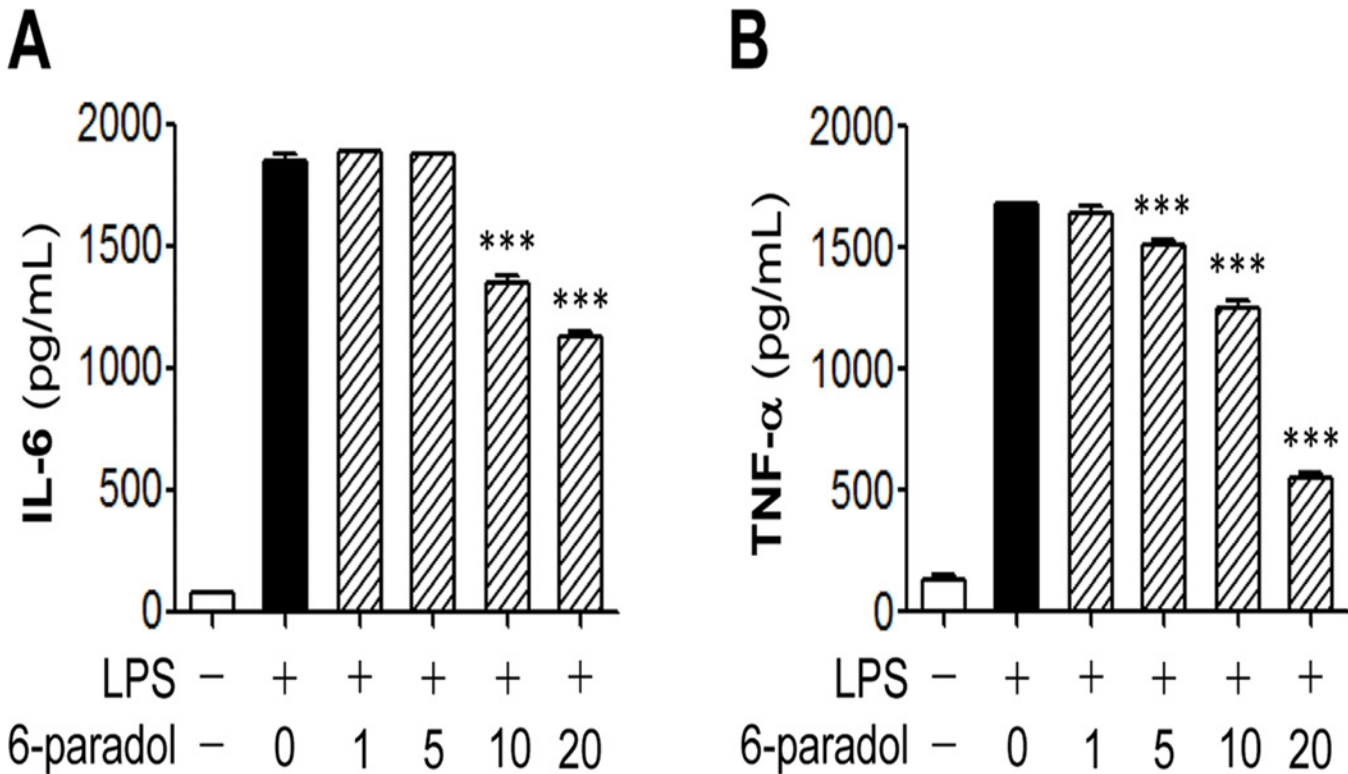 A
IL-6 (pg/mL)
2000
1500
1000
500
0
***
***
LPS − + + + + +
6-paradol − 0 1 5 10 20
B
TNF-α (pg/mL)
2000
1500
1000
500
0
***
***
***
LPS − + + + + +
6-paradol − 0 1 5 10 20